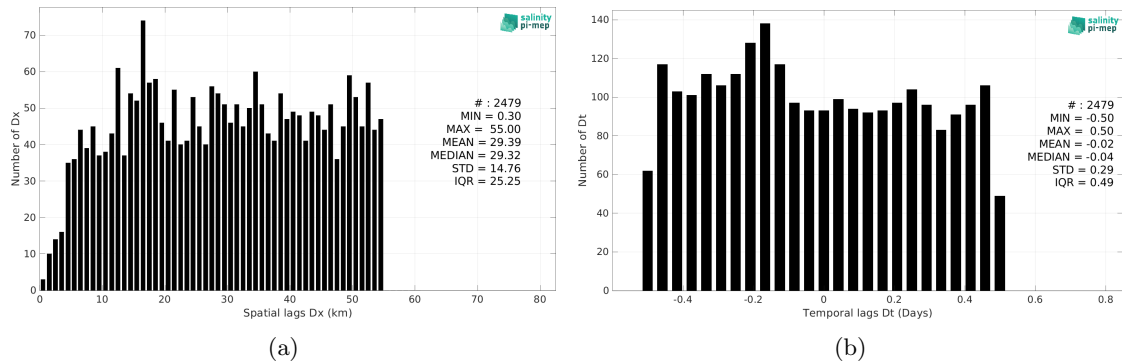 salinity
pi-mep
70
60
50
40
30
20
10
0
Number of Dx
# : 2479
MIN = 0.30
MAX = 55.00
MEAN = 29.39
MEDIAN = 29.32
STD = 14.76
IQR = 25.25
0 10 20 30 40 50 60 70 80
Spatial lags Dx (km)
(a)
salinity
pi-mep
140
120
100
80
60
40
20
0
Number of Dt
# : 2479
MIN = -0.50
MAX = 0.50
MEAN = -0.02
MEDIAN = -0.04
STD = 0.29
IQR = 0.49
-0.4 -0.2 0 0.2 0.4 0.6 0.8
Temporal lags Dt (Days)
(b)